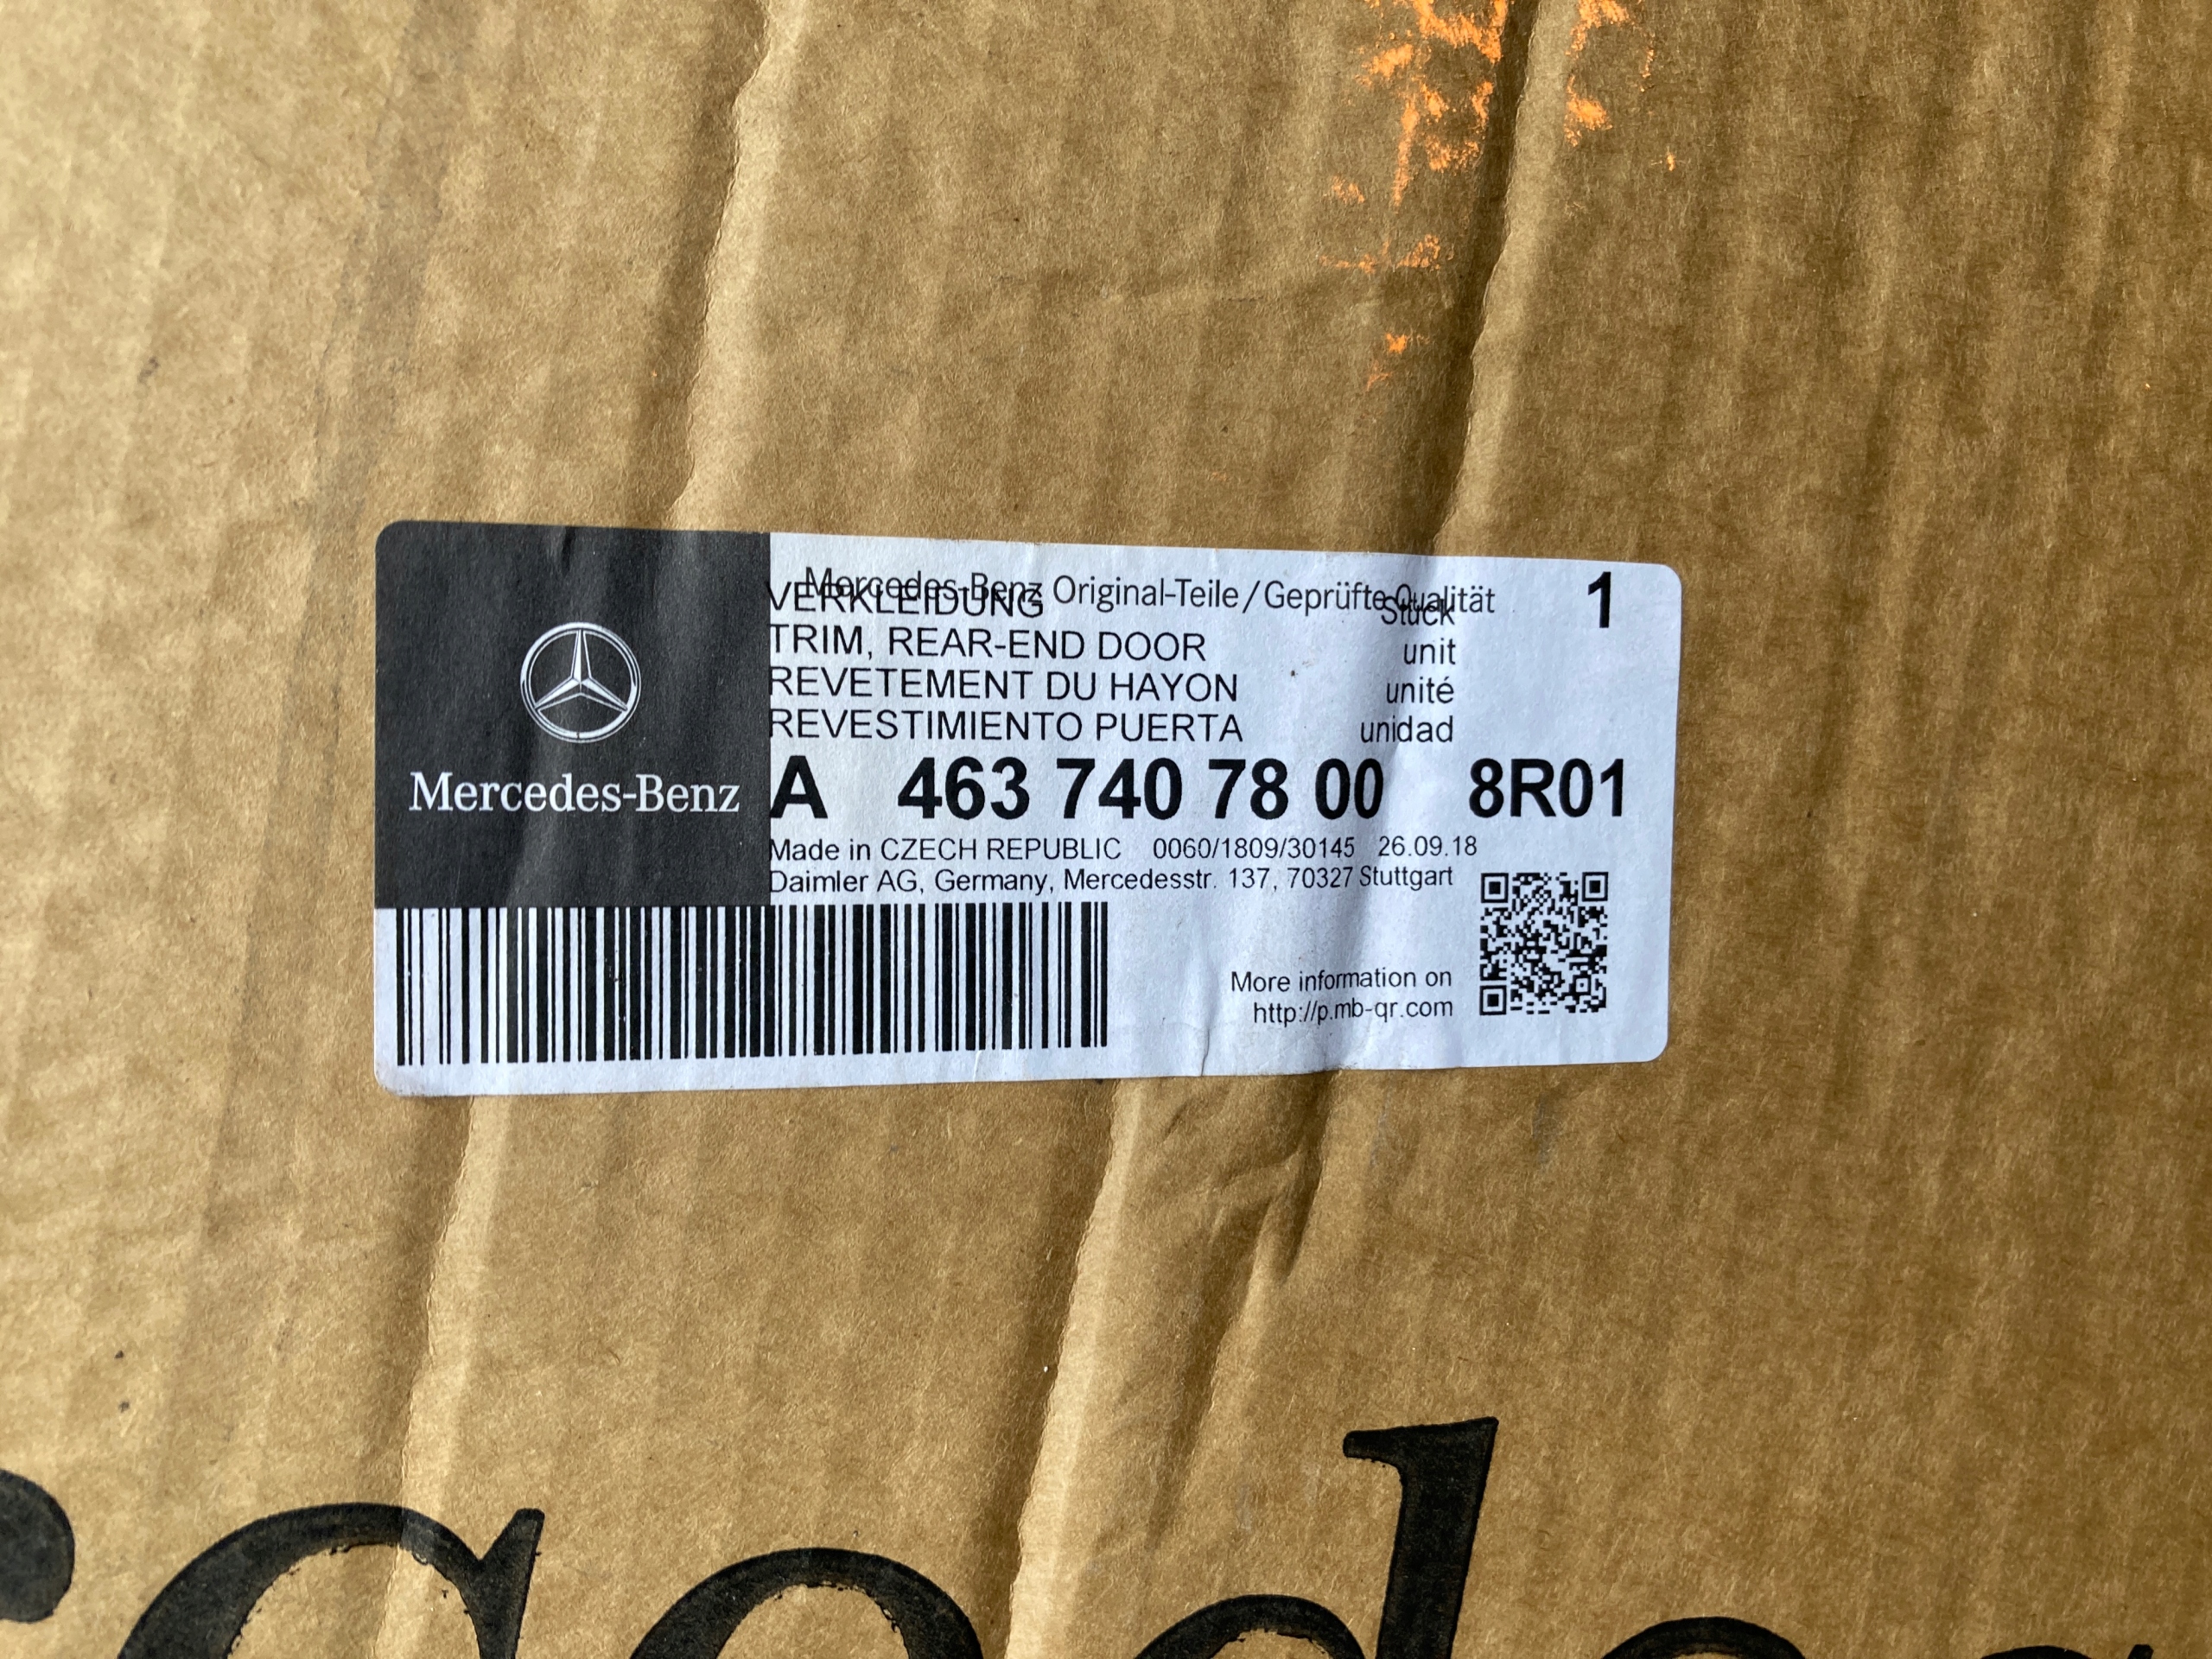 Mercedes-Benz Original-Teile/Geprüfte Qualität
1
VERKLEIDUNG Stück
TRIM, REAR-END DOOR unit
REVETEMENT DU HAYON unité
REVESTIMIENTO PUERTA unidad
Mercedes-Benz
A 463 740 78 00 8R01
Made in CZECH REPUBLIC 0060/1809/30145 26.09.18
Daimler AG, Germany, Mercedesstr. 137, 70327 Stuttgart
More information on
http://p.mb-qr.com